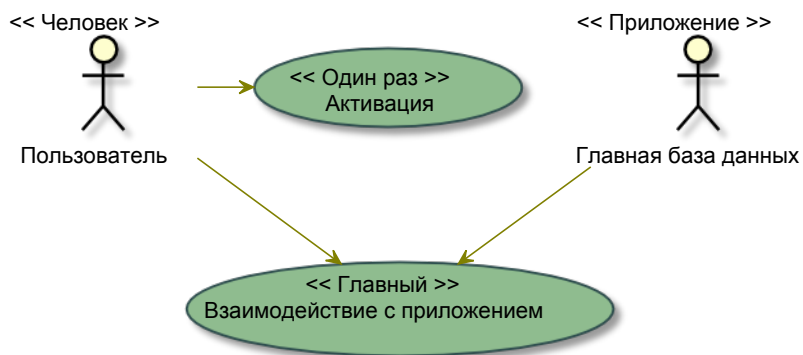 << Человек >>
<< Приложение >>
<< Один раз >>
Активация
Пользователь
Главная база данных
<< Главный >>
Взаимодействие с приложением